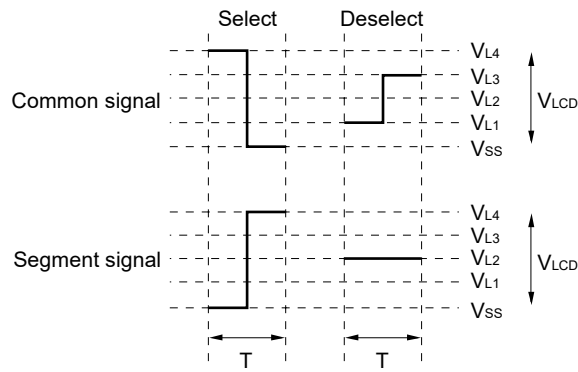 Select Deselect
VL4
VL3
VL2
VL1
VSS
Common signal
VLCD
VL4
VL3
VL2
VL1
VSS
Segment signal
VLCD
T T